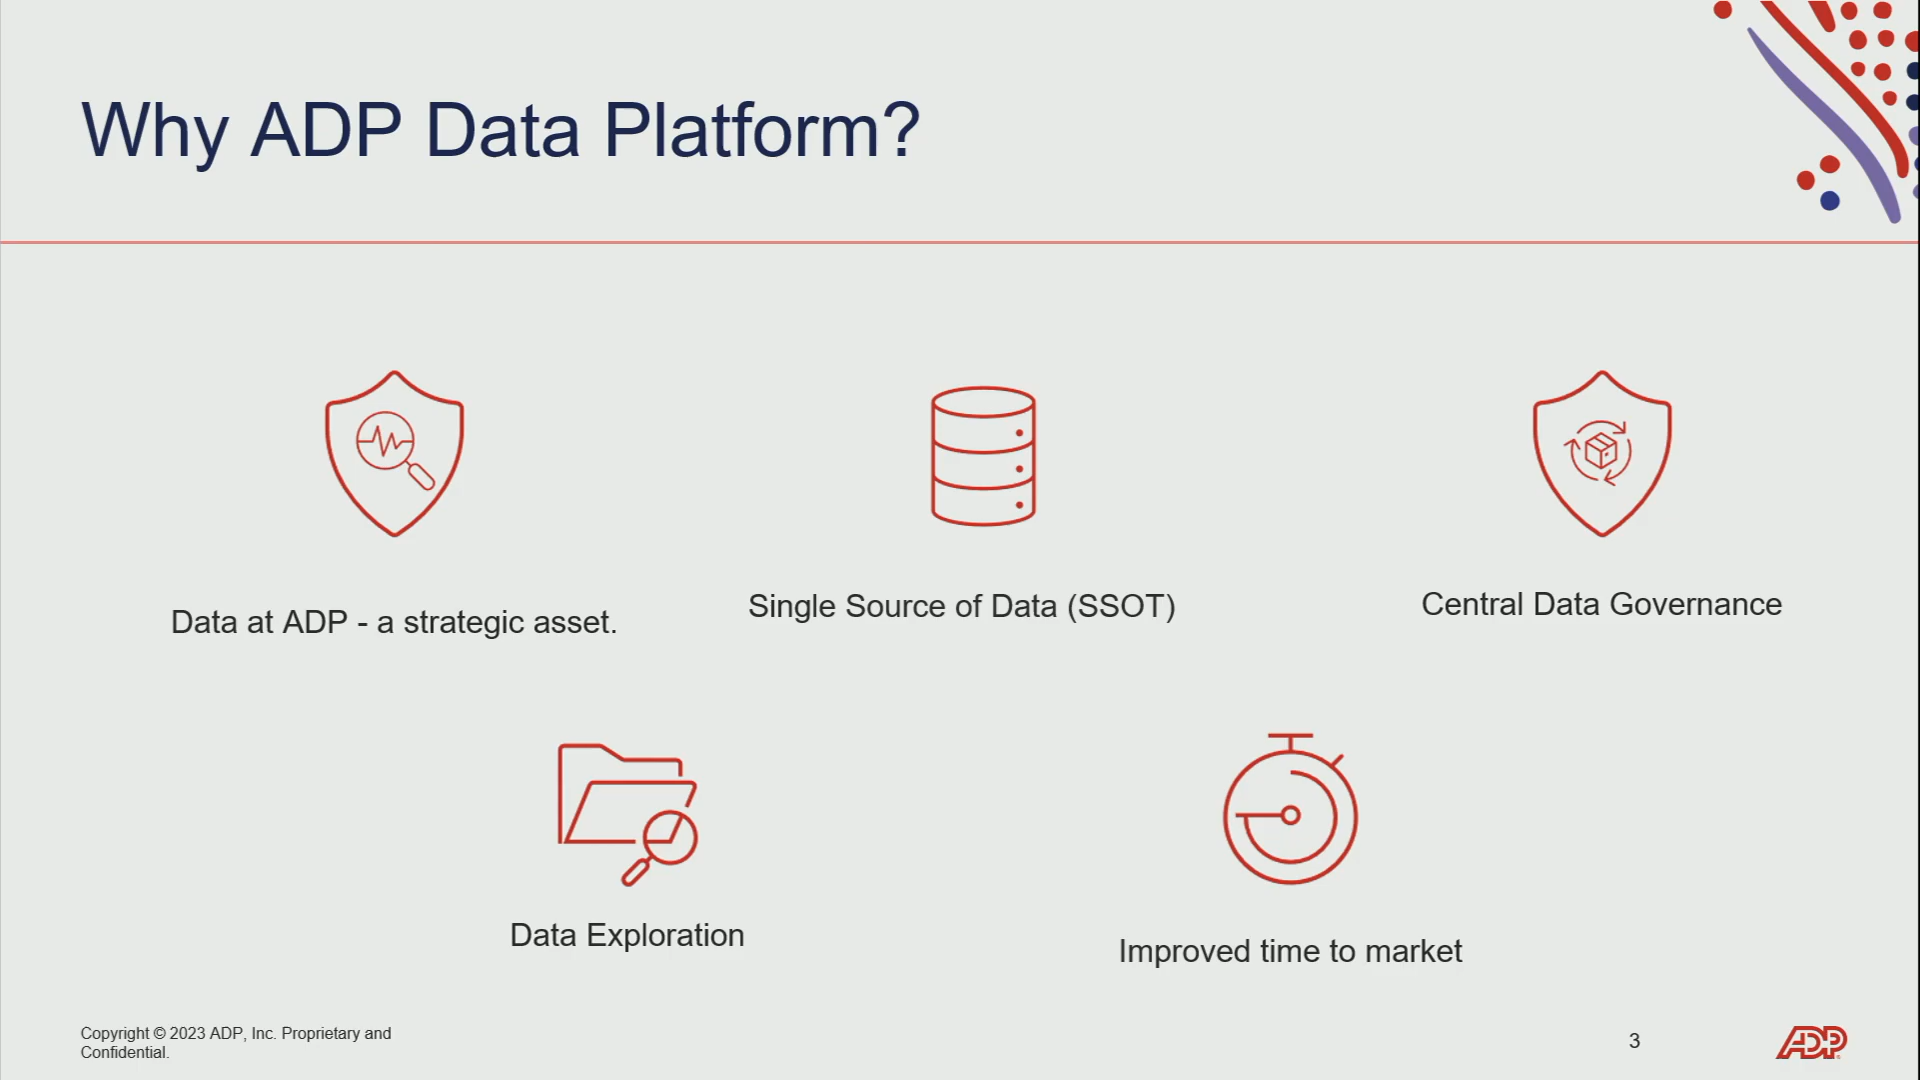 Why ADP Data Platform?
Data at ADP - a strategic asset.
Single Source of Data (SSOT)
Central Data Governance
Data Exploration
Improved time to market
Copyright © 2023 ADP, Inc. Proprietary and
Confidential.
3
ADP